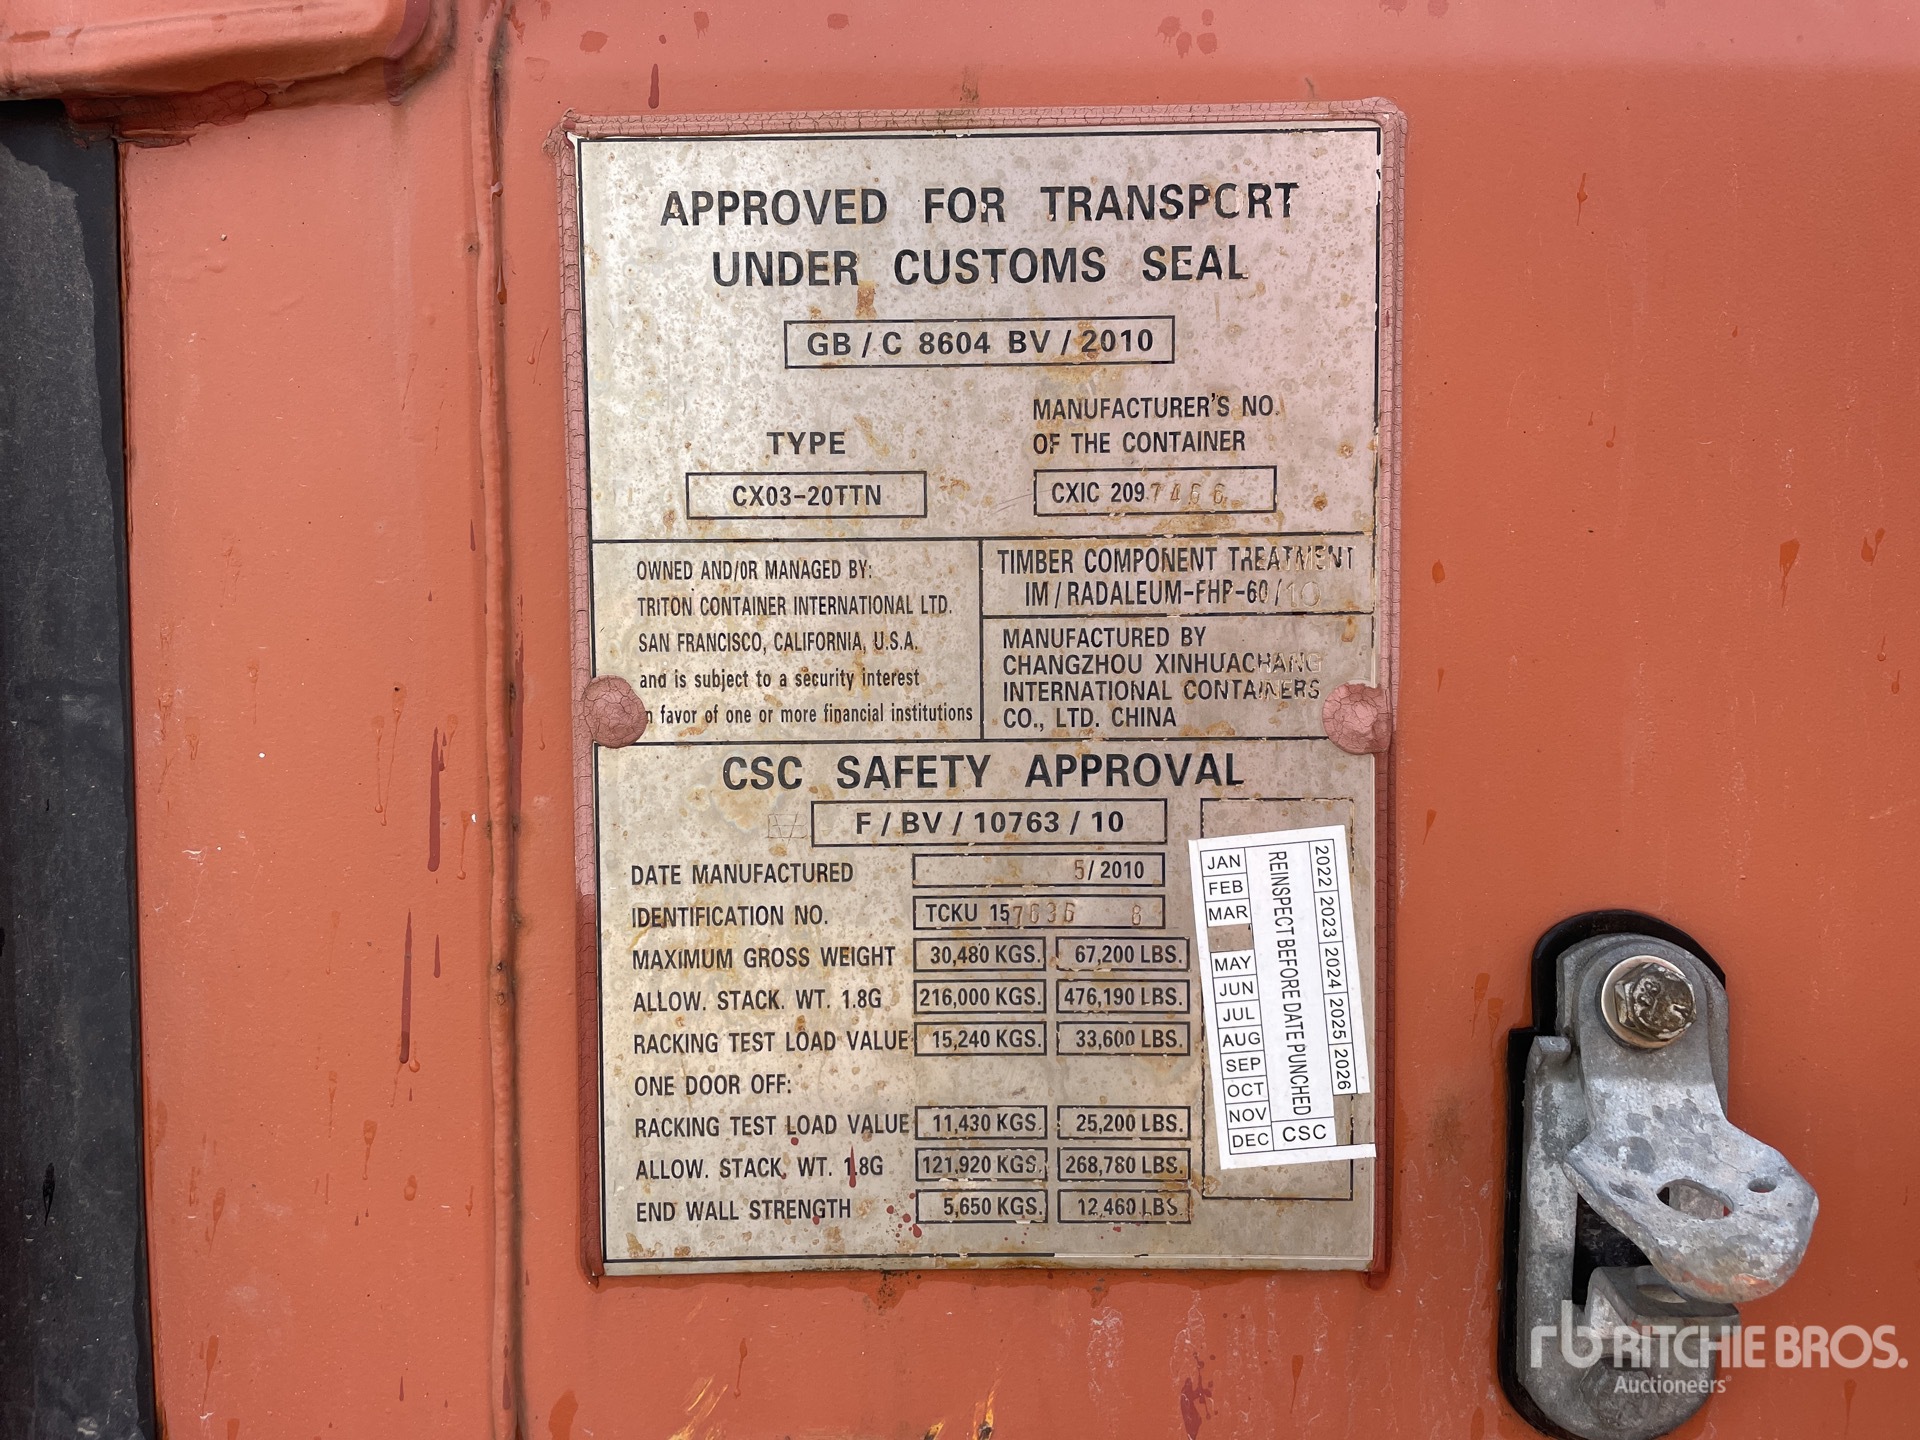 APPROVED FOR TRANSPORT
UNDER CUSTOMS SEAL
GB / C 8604 BV / 2010
TYPE
CX03-20TTN
MANUFACTURER'S NO.
OF THE CONTAINER
CXIC 209 7466
OWNED AND/OR MANAGED BY:
TRITON CONTAINER INTERNATIONAL LTD.
SAN FRANCISCO, CALIFORNIA, U.S.A.
and is subject to a security interest
in favor of one or more financial institutions
TIMBER COMPONENT TREATMENT
IM / RADALEUM-FHP-60 / 10
MANUFACTURED BY
CHANGZHOU XINHUACHANG
INTERNATIONAL CONTAINERS
CO., LTD. CHINA
CSC SAFETY APPROVAL
F / BV / 10763 / 10
DATE MANUFACTURED 5/ 2010
IDENTIFICATION NO. TCKU 157636 8
MAXIMUM GROSS WEIGHT 30,480 KGS. 67,200 LBS.
ALLOW. STACK. WT. 1.8G 216,000 KGS. 476,190 LBS.
RACKING TEST LOAD VALUE 15,240 KGS. 33,600 LBS.
ONE DOOR OFF:
RACKING TEST LOAD VALUE 11,430 KGS. 25,200 LBS.
ALLOW. STACK. WT. 1.8G 121,920 KGS. 268,780 LBS.
END WALL STRENGTH 5,650 KGS. 12,460 LBS.
JAN
FEB
MAR
MAY
JUN
JUL
AUG
SEP
OCT
NOV
DEC
REINSPECT BEFORE DATE PUNCHED
CSC
2022 2023 2024 2025 2026
rb RITCHIE BROS.
Auctioneers